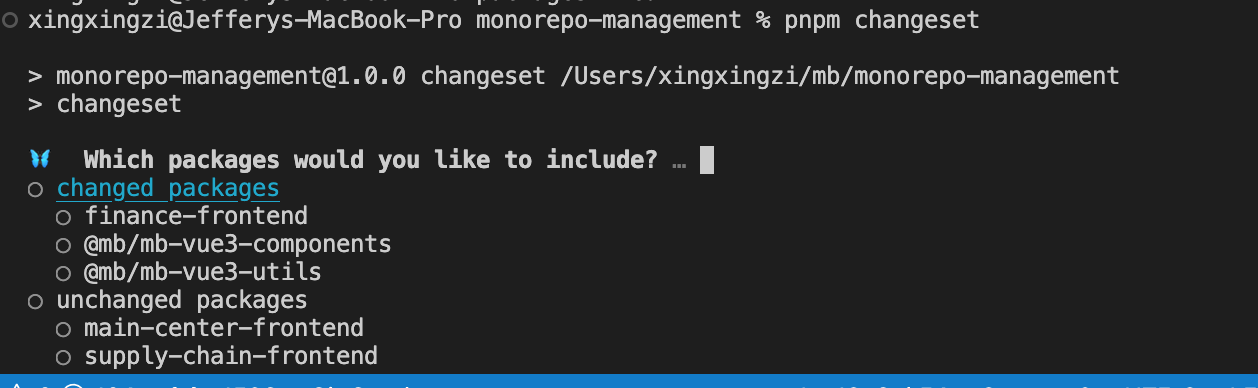 xingxingzi@Jefferys-MacBook-Pro monorepo-management % pnpm changeset
> monorepo-management@1.0.0 changeset /Users/xingxingzi/mb/monorepo-management
> changeset
🦋 Which packages would you like to include? …
○ changed packages
○ finance-frontend
○ @mb/mb-vue3-components
○ @mb/mb-vue3-utils
○ unchanged packages
○ main-center-frontend
○ supply-chain-frontend